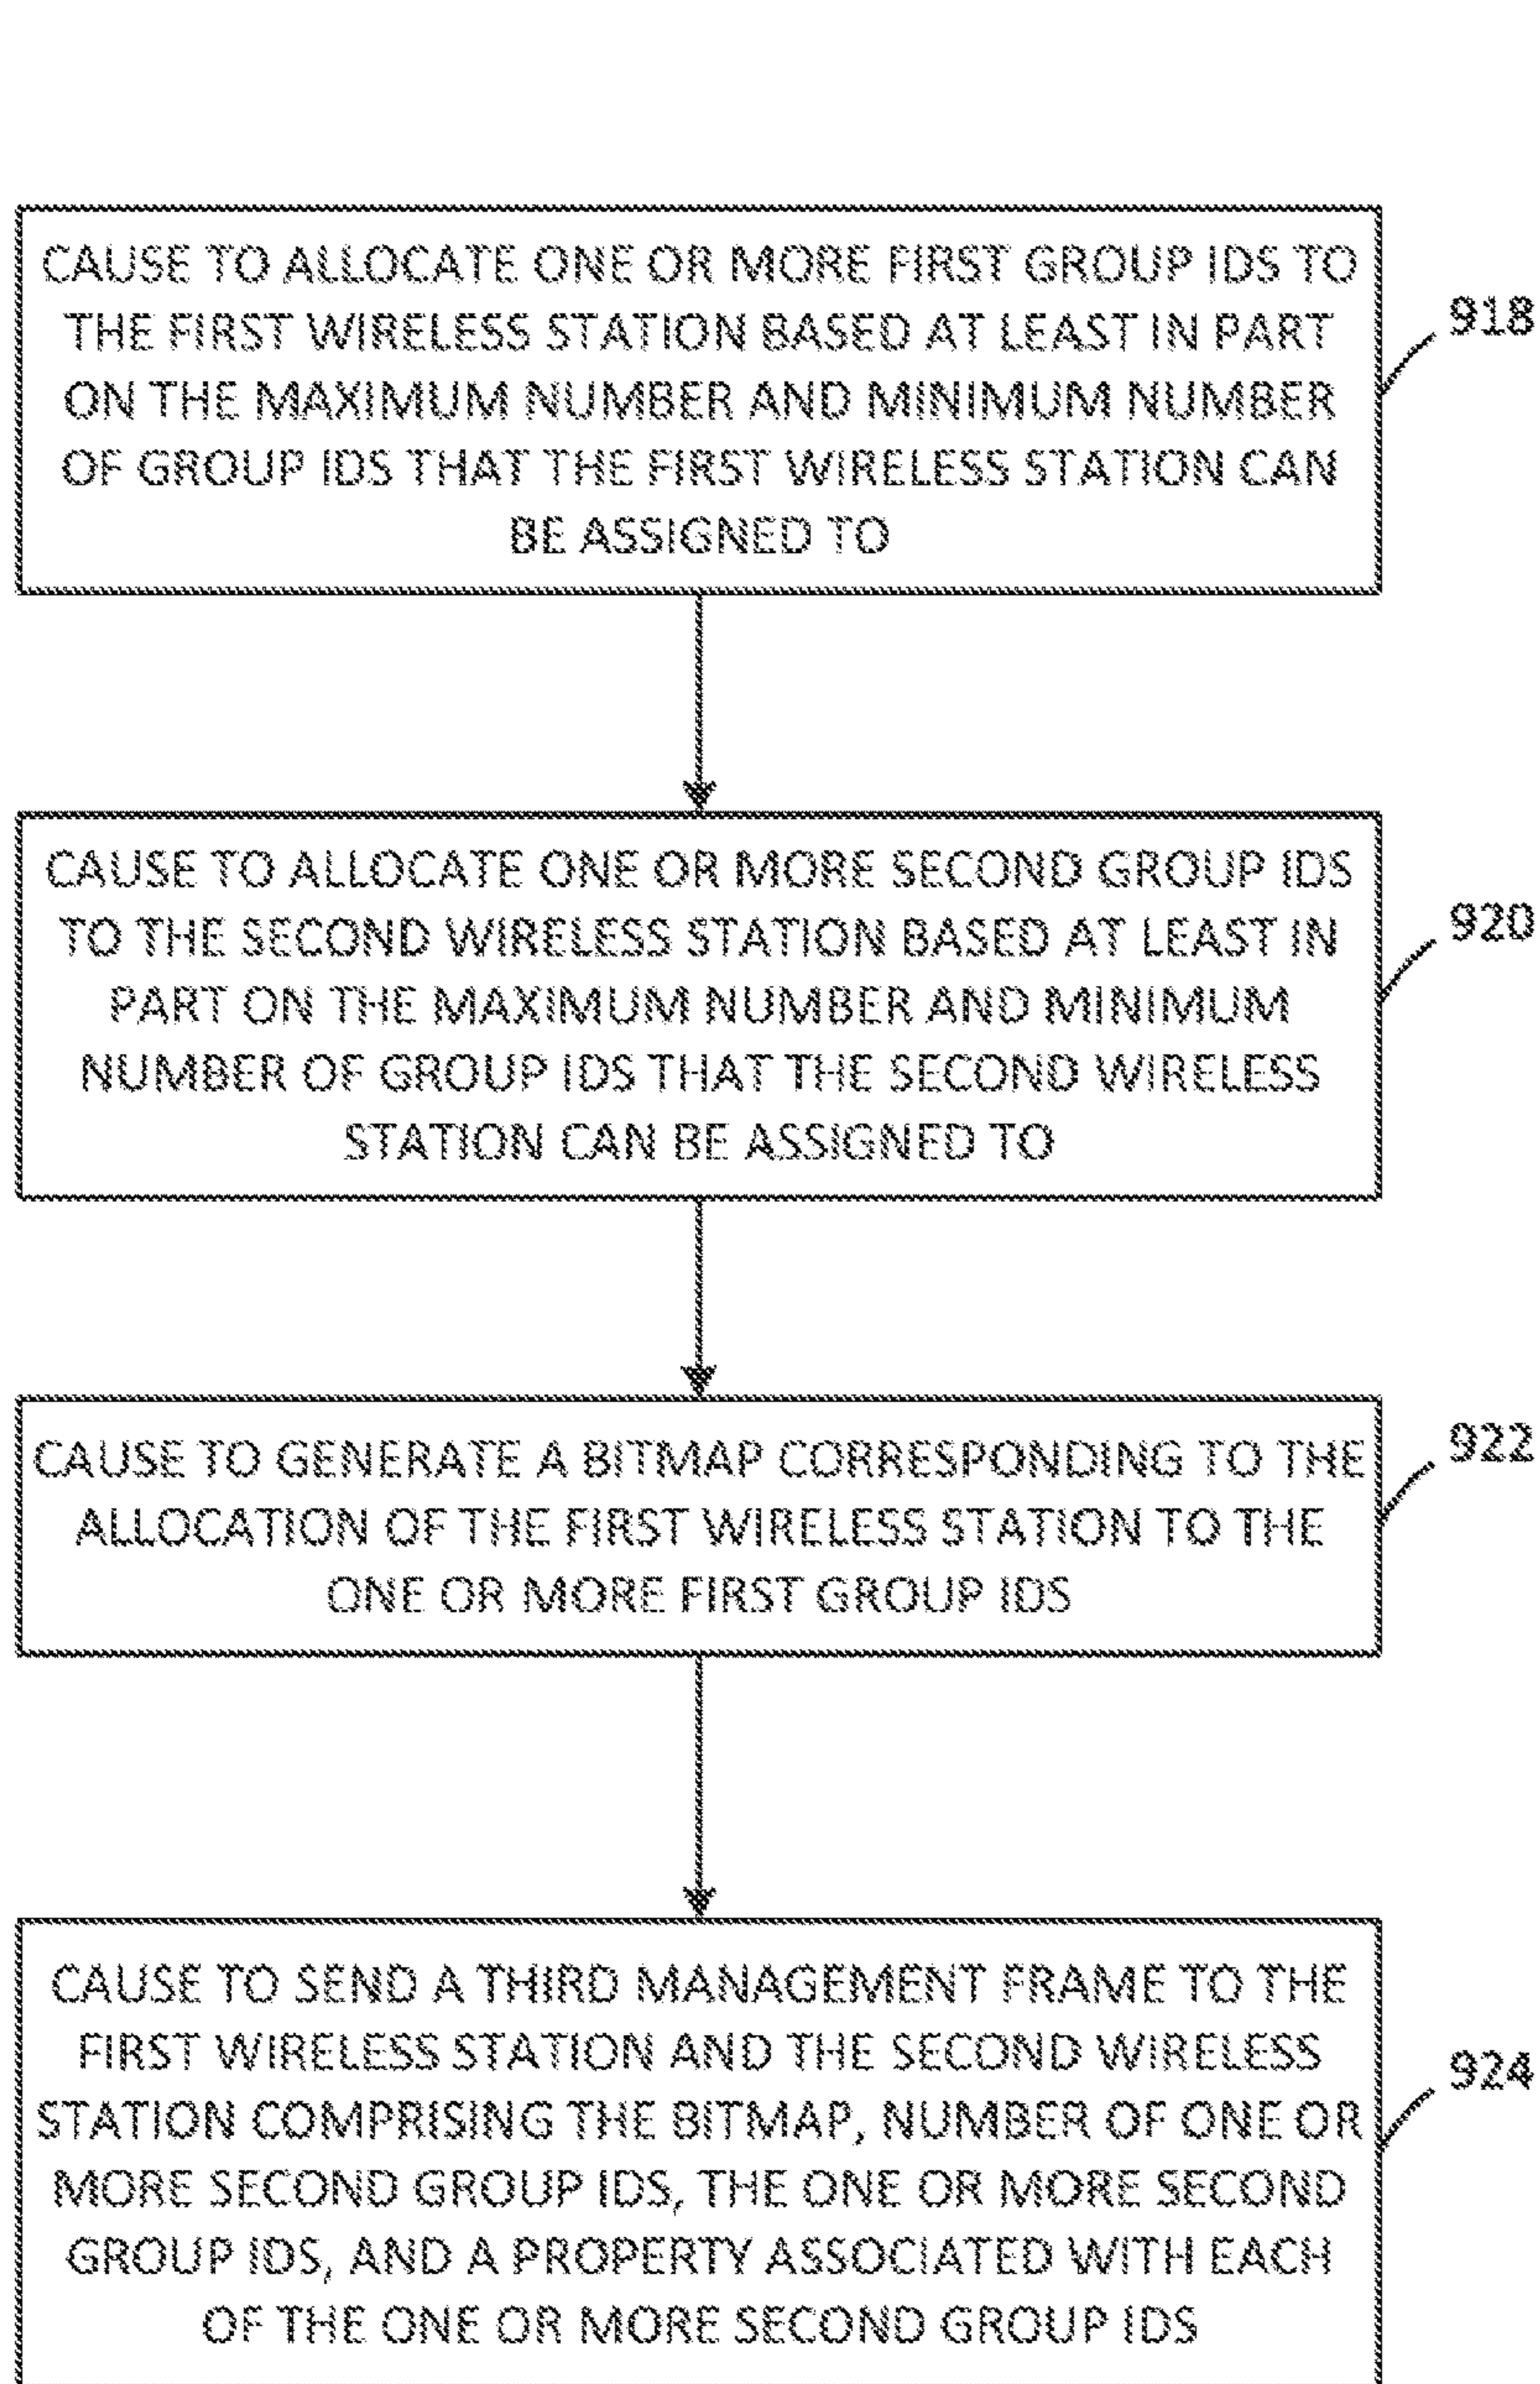 CAUSE TO ALLOCATE ONE OR MORE FIRST GROUP IDS TO
THE FIRST WIRELESS STATION BASED AT LEAST IN PART
ON THE MAXIMUM NUMBER AND MINIMUM NUMBER
OF GROUP IDS THAT THE FIRST WIRELESS STATION CAN
BE ASSIGNED TO
918
CAUSE TO ALLOCATE ONE OR MORE SECOND GROUP IDS
TO THE SECOND WIRELESS STATION BASED AT LEAST IN
PART ON THE MAXIMUM NUMBER AND MINIMUM
NUMBER OF GROUP IDS THAT THE SECOND WIRELESS
STATION CAN BE ASSIGNED TO
920
CAUSE TO GENERATE A BITMAP CORRESPONDING TO THE
ALLOCATION OF THE FIRST WIRELESS STATION TO THE
ONE OR MORE FIRST GROUP IDS
922
CAUSE TO SEND A THIRD MANAGEMENT FRAME TO THE
FIRST WIRELESS STATION AND THE SECOND WIRELESS
STATION COMPRISING THE BITMAP, NUMBER OF ONE OR
MORE SECOND GROUP IDS, THE ONE OR MORE SECOND
GROUP IDS, AND A PROPERTY ASSOCIATED WITH EACH
OF THE ONE OR MORE SECOND GROUP IDS
924